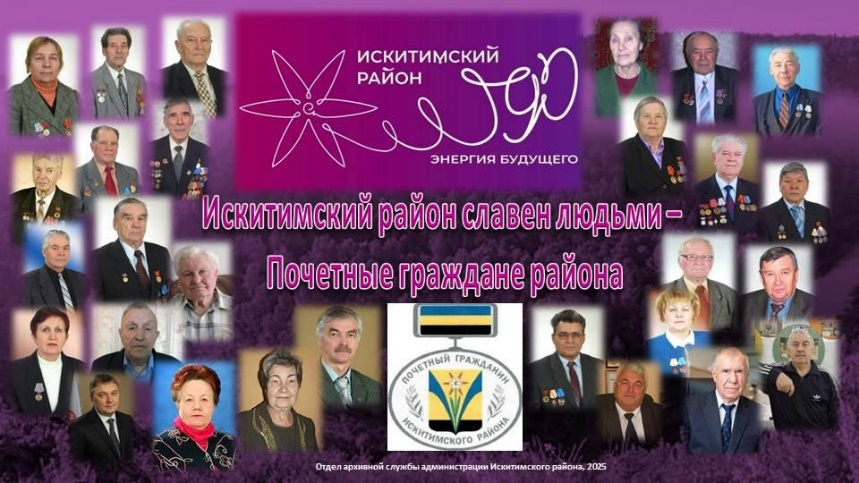 ИСКИТИМСКИЙ
РАЙОН
ЭНЕРГИЯ БУДУЩЕГО
Искитимский район славен людьми –
Почетные граждане района
ПОЧЕТНЫЙ ГРАЖДАНИН
ИСКИТИМСКОГО РАЙОНА
Отдел архивной службы администрации Искитимского района, 2025